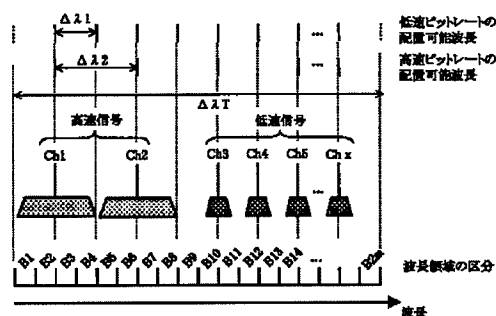 Δλ1
…
低速ビットレートの
配置可能波長
Δλ2
…
高速ビットレートの
配置可能波長
ΔλT
高速信号
低速信号
Ch1
Ch2
Ch3
Ch4
Ch5
…
Ch x
B1 B2 B3 B4 B5 B6 B7 B8 B9 B10 B11 B12 B13 B14 … B2m
波長領域の区分
波長